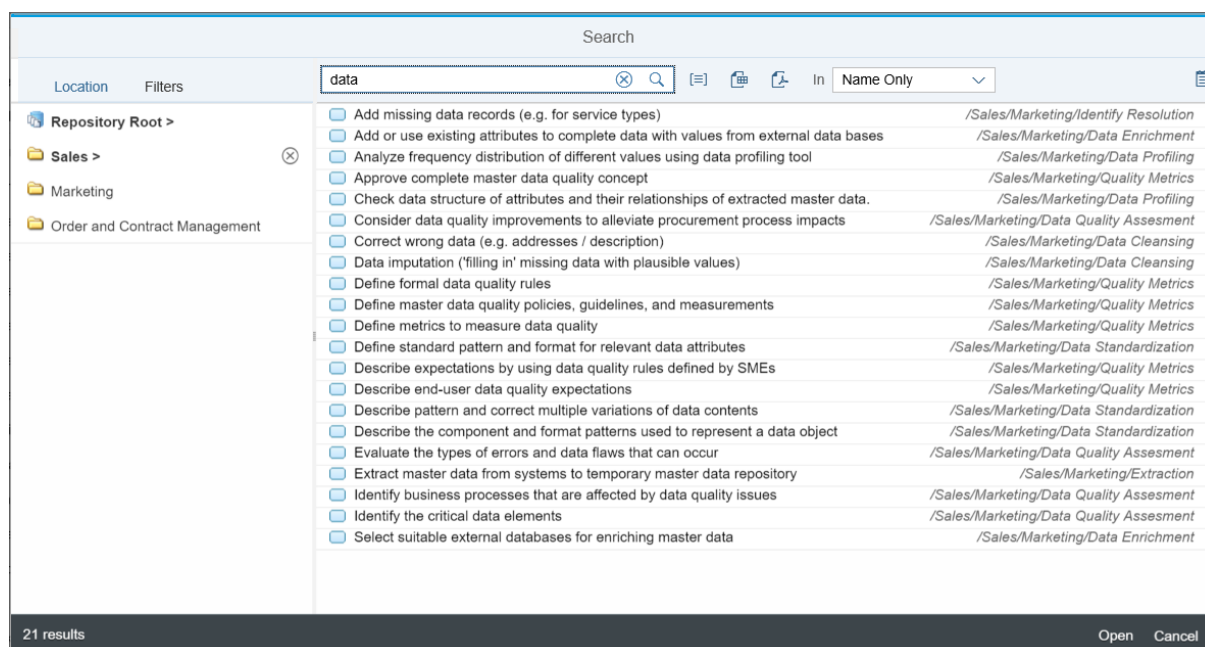 Search
Location Filters
data In Name Only
Repository Root >
Sales >
Marketing
Order and Contract Management
Add missing data records (e.g. for service types) /Sales/Marketing/Identify Resolution
Add or use existing attributes to complete data with values from external data bases /Sales/Marketing/Data Enrichment
Analyze frequency distribution of different values using data profiling tool /Sales/Marketing/Data Profiling
Approve complete master data quality concept /Sales/Marketing/Quality Metrics
Check data structure of attributes and their relationships of extracted master data. /Sales/Marketing/Data Profiling
Consider data quality improvements to alleviate procurement process impacts /Sales/Marketing/Data Quality Assesment
Correct wrong data (e.g. addresses / description) /Sales/Marketing/Data Cleansing
Data imputation ('filling in' missing data with plausible values) /Sales/Marketing/Data Cleansing
Define formal data quality rules /Sales/Marketing/Quality Metrics
Define master data quality policies, guidelines, and measurements /Sales/Marketing/Quality Metrics
Define metrics to measure data quality /Sales/Marketing/Quality Metrics
Define standard pattern and format for relevant data attributes /Sales/Marketing/Data Standardization
Describe expectations by using data quality rules defined by SMEs /Sales/Marketing/Quality Metrics
Describe end-user data quality expectations /Sales/Marketing/Quality Metrics
Describe pattern and correct multiple variations of data contents /Sales/Marketing/Data Standardization
Describe the component and format patterns used to represent a data object /Sales/Marketing/Data Standardization
Evaluate the types of errors and data flaws that can occur /Sales/Marketing/Data Quality Assesment
Extract master data from systems to temporary master data repository /Sales/Marketing/Extraction
Identify business processes that are affected by data quality issues /Sales/Marketing/Data Quality Assesment
Identify the critical data elements /Sales/Marketing/Data Quality Assesment
Select suitable external databases for enriching master data /Sales/Marketing/Data Enrichment
21 results Open Cancel